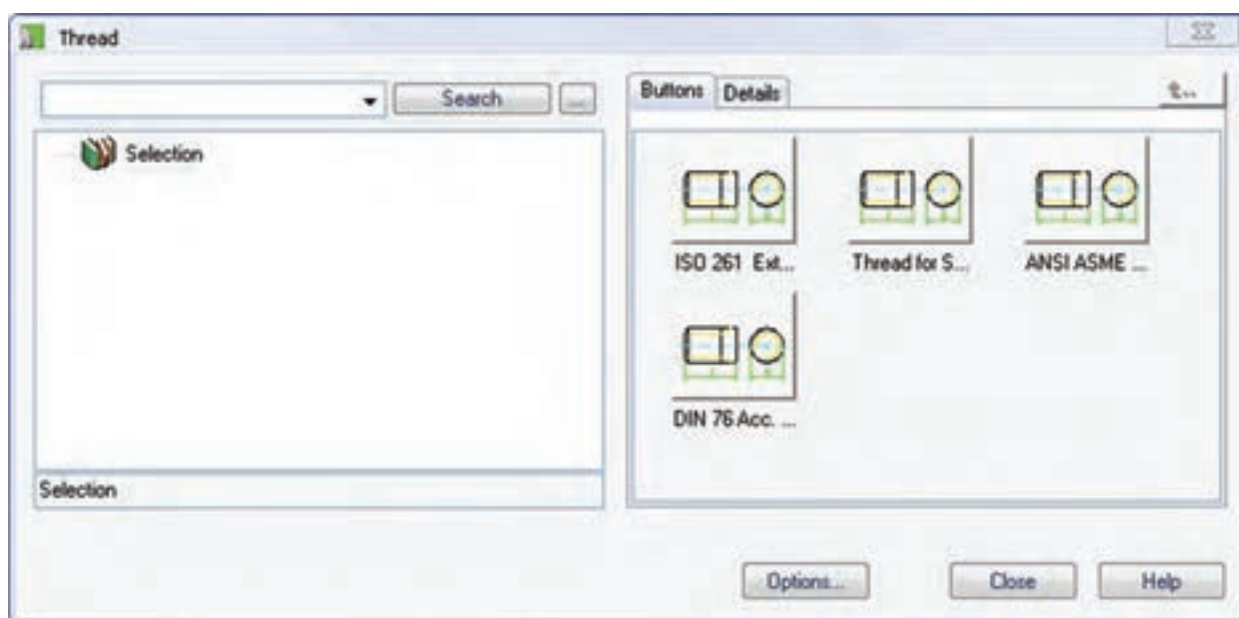 Thread
Search ...
Selection
Selection
Buttons Details
ISO 261 Ext... Thread for S... ANSI ASME ...
DIN 76 Acc. ...
Options... Close Help